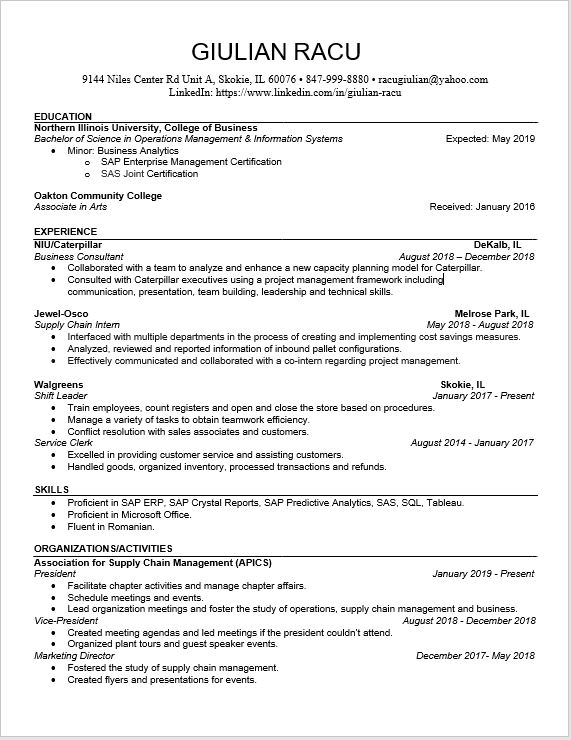 GIULIAN RACU
9144 Niles Center Rd Unit A, Skokie, IL 60076 • 847-999-8880 • racugiulian@yahoo.com
LinkedIn: https://www.linkedin.com/in/giulian-racu
EDUCATION
Northern Illinois University, College of Business
Bachelor of Science in Operations Management & Information Systems Expected: May 2019
• Minor: Business Analytics
o SAP Enterprise Management Certification
o SAS Joint Certification
Oakton Community College
Associate in Arts Received: January 2016
EXPERIENCE
NIU/Caterpillar DeKalb, IL
Business Consultant August 2018 – December 2018
• Collaborated with a team to analyze and enhance a new capacity planning model for Caterpillar.
• Consulted with Caterpillar executives using a project management framework including
communication, presentation, team building, leadership and technical skills.
Jewel-Osco Melrose Park, IL
Supply Chain Intern May 2018 - August 2018
• Interfaced with multiple departments in the process of creating and implementing cost savings measures.
• Analyzed, reviewed and reported information of inbound pallet configurations.
• Effectively communicated and collaborated with a co-intern regarding project management.
Walgreens Skokie, IL
Shift Leader January 2017 - Present
• Train employees, count registers and open and close the store based on procedures.
• Manage a variety of tasks to obtain teamwork efficiency.
• Conflict resolution with sales associates and customers.
Service Clerk August 2014 - January 2017
• Excelled in providing customer service and assisting customers.
• Handled goods, organized inventory, processed transactions and refunds.
SKILLS
• Proficient in SAP ERP, SAP Crystal Reports, SAP Predictive Analytics, SAS, SQL, Tableau.
• Proficient in Microsoft Office.
• Fluent in Romanian.
ORGANIZATIONS/ACTIVITIES
Association for Supply Chain Management (APICS)
President January 2019 - Present
• Facilitate chapter activities and manage chapter affairs.
• Schedule meetings and events.
• Lead organization meetings and foster the study of operations, supply chain management and business.
Vice-President August 2018 - December 2018
• Created meeting agendas and led meetings if the president couldn't attend.
• Organized plant tours and guest speaker events.
Marketing Director December 2017- May 2018
• Fostered the study of supply chain management.
• Created flyers and presentations for events.